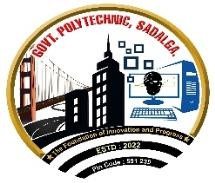 GOVT. POLYTECHNIC, SADALGA.
The Foundation of Innovation and Progress
ESTD : 2022
Pin Code : 591 239